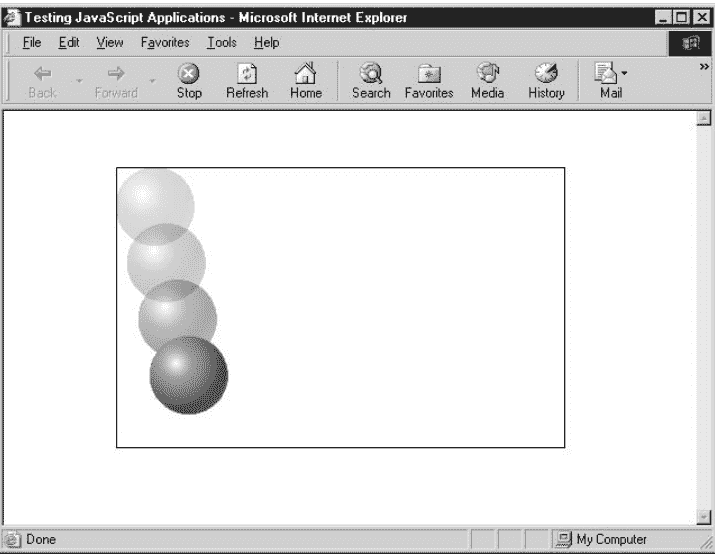 Testing JavaScript Applications - Microsoft Internet Explorer
File Edit View Favorites Tools Help
Back Forward Stop Refresh Home Search Favorites Media History Mail »
Done My Computer